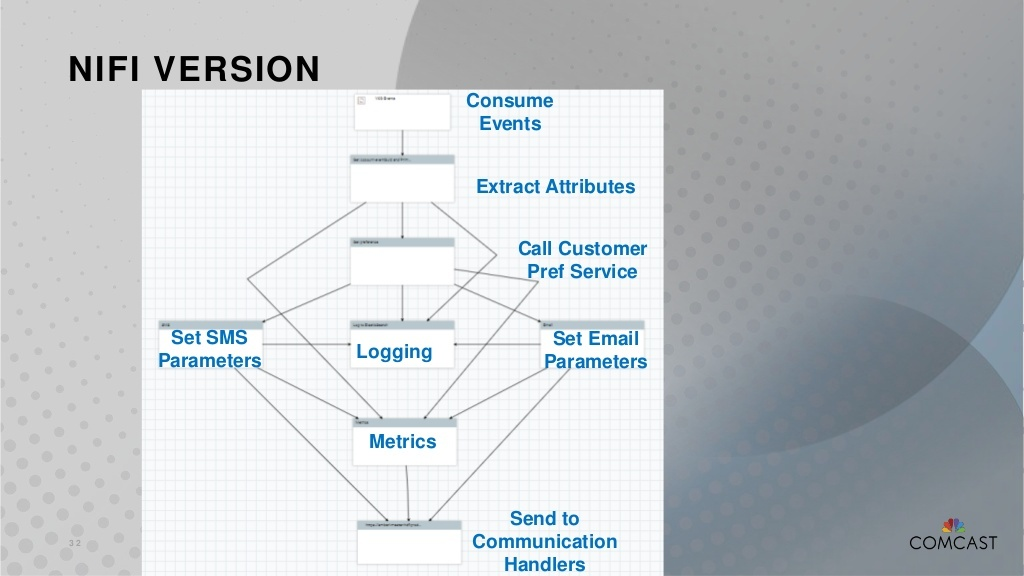 NIFI VERSION
Consume
Events
Extract Attributes
Call Customer
Pref Service
Set SMS
Parameters
Logging
Set Email
Parameters
Metrics
Metrics
Send to
Communication
Handlers
32
COMCAST